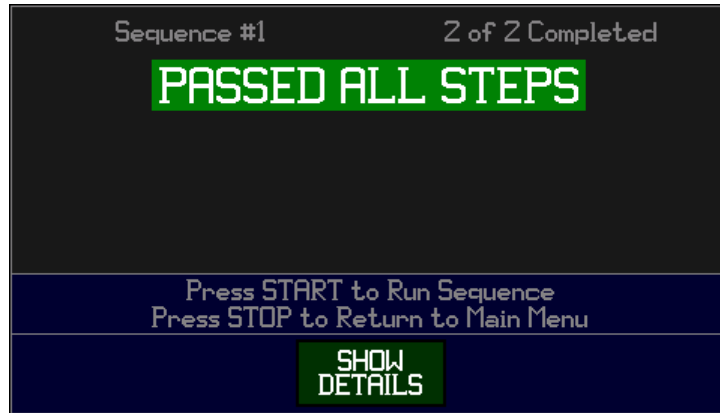 Sequence #1 2 of 2 Completed
PASSED ALL STEPS
Press START to Run Sequence
Press STOP to Return to Main Menu
SHOW
DETAILS